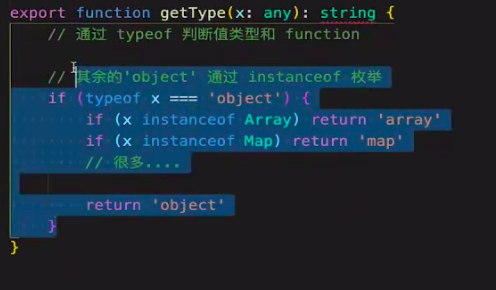 export function getType(x: any): string {
// 通过 typeof 判断值类型和 function
// 其余的'object' 通过 instanceof 枚举
if (typeof x === 'object') {
if (x instanceof Array) return 'array'
if (x instanceof Map) return 'map'
// 很多....
return 'object'
}
}